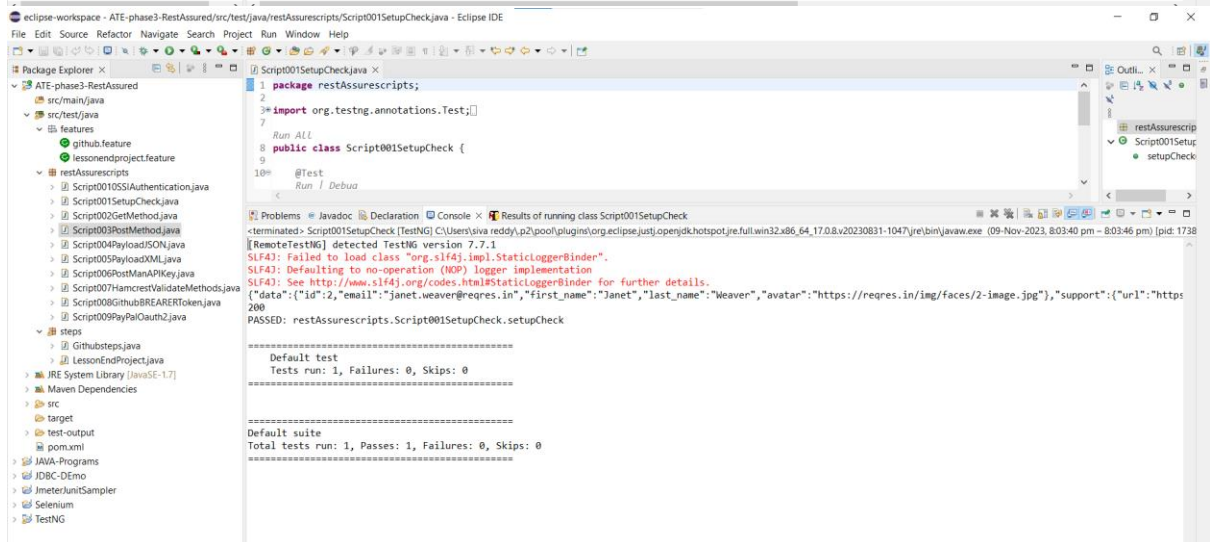 eclipse-workspace - ATE-phase3-RestAssured/src/test/java/restAssurescripts/Script001SetupCheck.java - Eclipse IDE
File Edit Source Refactor Navigate Search Project Run Window Help
Package Explorer
ATE-phase3-RestAssured
src/main/java
src/test/java
features
github.feature
lessonendproject.feature
restAssurescripts
Script0010SSlAuthentication.java
Script001SetupCheck.java
Script002GetMethod.java
Script003PostMethod.java
Script004PayloadJSON.java
Script005PayloadXML.java
Script006PostManAPIKey.java
Script007HamcrestValidateMethods.java
Script008GithubBREARERToken.java
Script009PayPalOauth2.java
steps
Githubsteps.java
LessonEndProject.java
JRE System Library [JavaSE-1.7]
Maven Dependencies
src
target
test-output
pom.xml
JAVA-Programs
JDBC-DEmo
JmeterJunitSampler
Selenium
TestNG
Script001SetupCheck.java
1 package restAssurescripts;
2
3 import org.testng.annotations.Test;
7
Run All
8 public class Script001SetupCheck {
9
10 @Test
Run | Debug
Outli...
restAssurescrip
Script001Setup
setupCheck
Problems Javadoc Declaration Console Results of running class Script001SetupCheck
<terminated> Script001SetupCheck [TestNG] C:\Users\siva reddy\.p2\pool\plugins\org.eclipse.justj.openjdk.hotspot.jre.full.win32.x86_64_17.0.8.v20230831-1047\jre\bin\javaw.exe (09-Nov-2023, 8:03:40 pm – 8:03:46 pm) [pid: 1738
[RemoteTestNG] detected TestNG version 7.7.1
SLF4J: Failed to load class "org.slf4j.impl.StaticLoggerBinder".
SLF4J: Defaulting to no-operation (NOP) logger implementation
SLF4J: See http://www.slf4j.org/codes.html#StaticLoggerBinder for further details.
{"data":{"id":2,"email":"janet.weaver@reqres.in","first_name":"Janet","last_name":"Weaver","avatar":"https://reqres.in/img/faces/2-image.jpg"},"support":{"url":"https
200
PASSED: restAssurescripts.Script001SetupCheck.setupCheck
===============================================
Default test
Tests run: 1, Failures: 0, Skips: 0
===============================================
===============================================
Default suite
Total tests run: 1, Passes: 1, Failures: 0, Skips: 0
===============================================